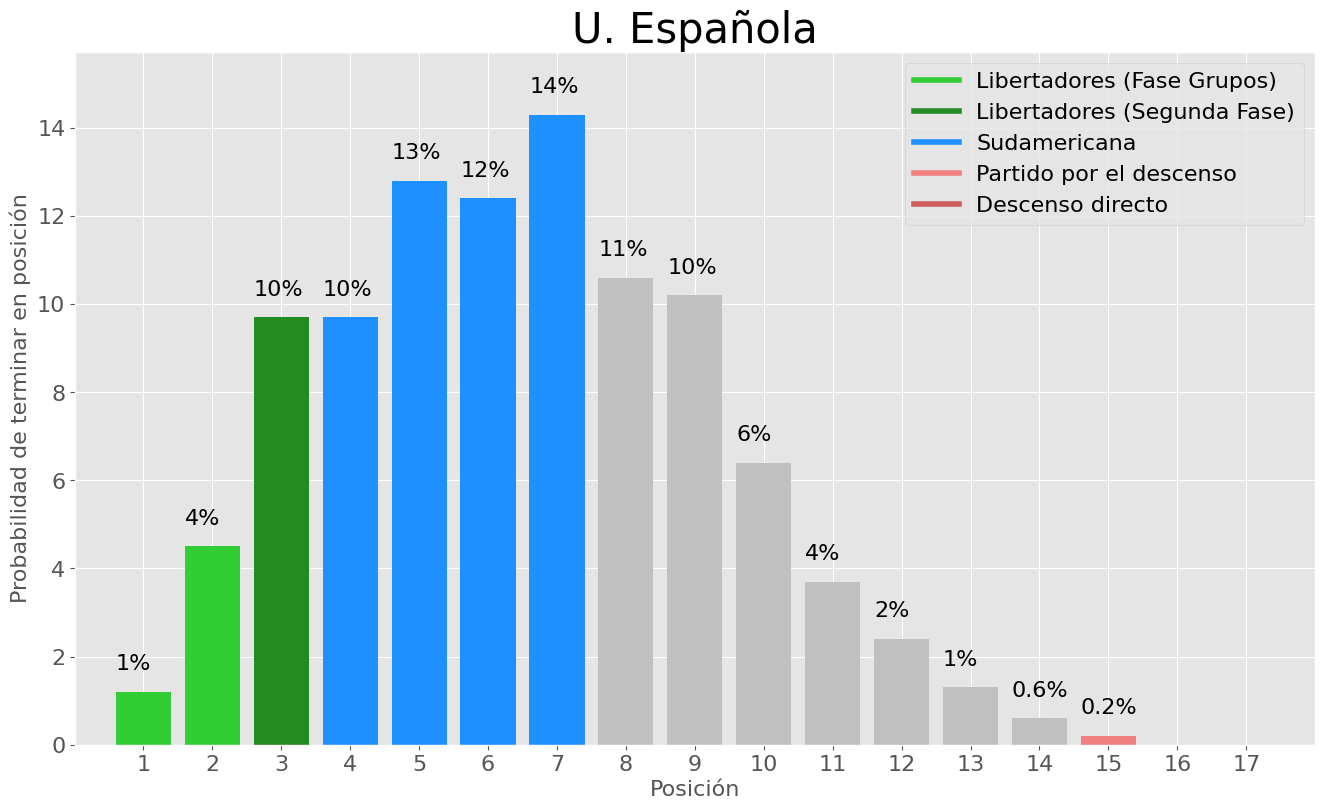 U. Española
Libertadores (Fase Grupos)
Libertadores (Segunda Fase)
Sudamericana
Partido por el descenso
Descenso directo
Probabilidad de terminar en posición
14
12
10
8
6
4
2
0
1%
4%
10%
10%
13%
12%
14%
11%
10%
6%
4%
2%
1%
0.6%
0.2%
1 2 3 4 5 6 7 8 9 10 11 12 13 14 15 16 17
Posición